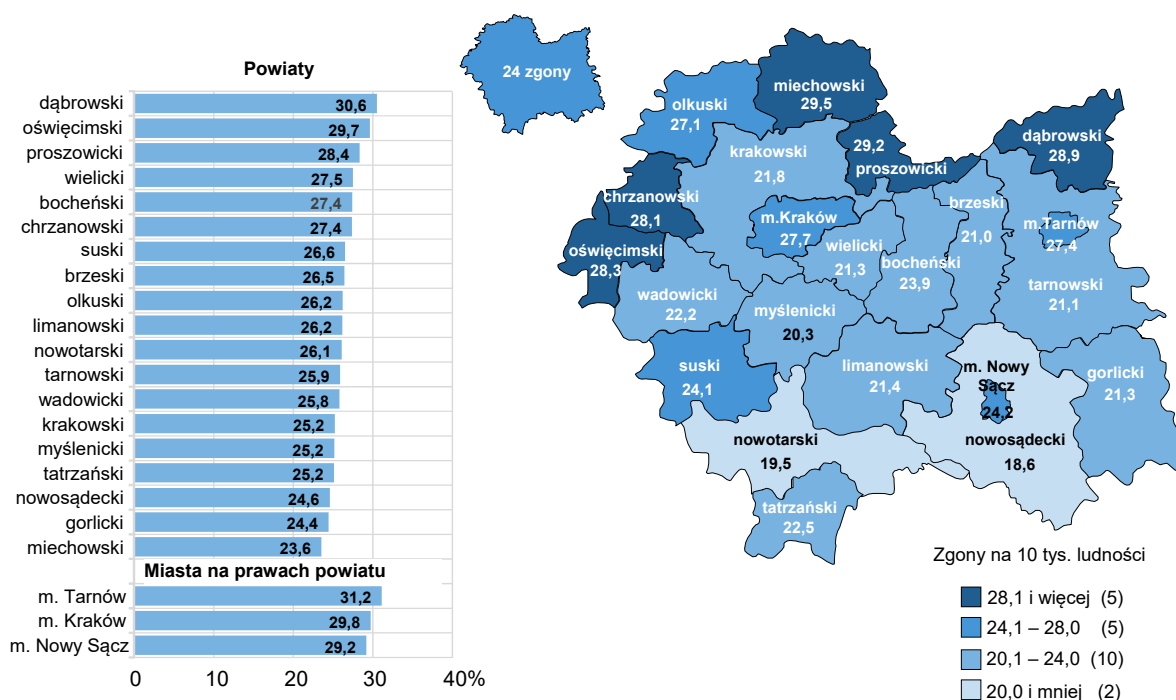 Powiaty
dąbrowski 30,6
oświęcimski 29,7
proszowicki 28,4
wielicki 27,5
bocheński 27,4
chrzanowski 27,4
suski 26,6
brzeski 26,5
olkuski 26,2
limanowski 26,2
nowotarski 26,1
tarnowski 25,9
wadowicki 25,8
krakowski 25,2
myślenicki 25,2
tatrzański 25,2
nowosądecki 24,6
gorlicki 24,4
miechowski 23,6
Miasta na prawach powiatu
m. Tarnów 31,2
m. Kraków 29,8
m. Nowy Sącz 29,2
0 10 20 30 40%
24 zgony
miechowski
29,5
olkuski
27,1
krakowski
21,8
29,2
proszowicki
dąbrowski
28,9
chrzanowski
28,1
m.Kraków
27,7
brzeski
21,0
m.Tarnów
27,4
oświęcimski
28,3
wielicki
21,3
bocheński
23,9
wadowicki
22,2
myślenicki
20,3
tarnowski
21,1
suski
24,1
limanowski
21,4
m. Nowy
Sącz
24,2
gorlicki
21,3
nowotarski
19,5
nowosądecki
18,6
tatrzański
22,5
Zgony na 10 tys. ludności
28,1 i więcej (5)
24,1 – 28,0 (5)
20,1 – 24,0 (10)
20,0 i mniej (2)